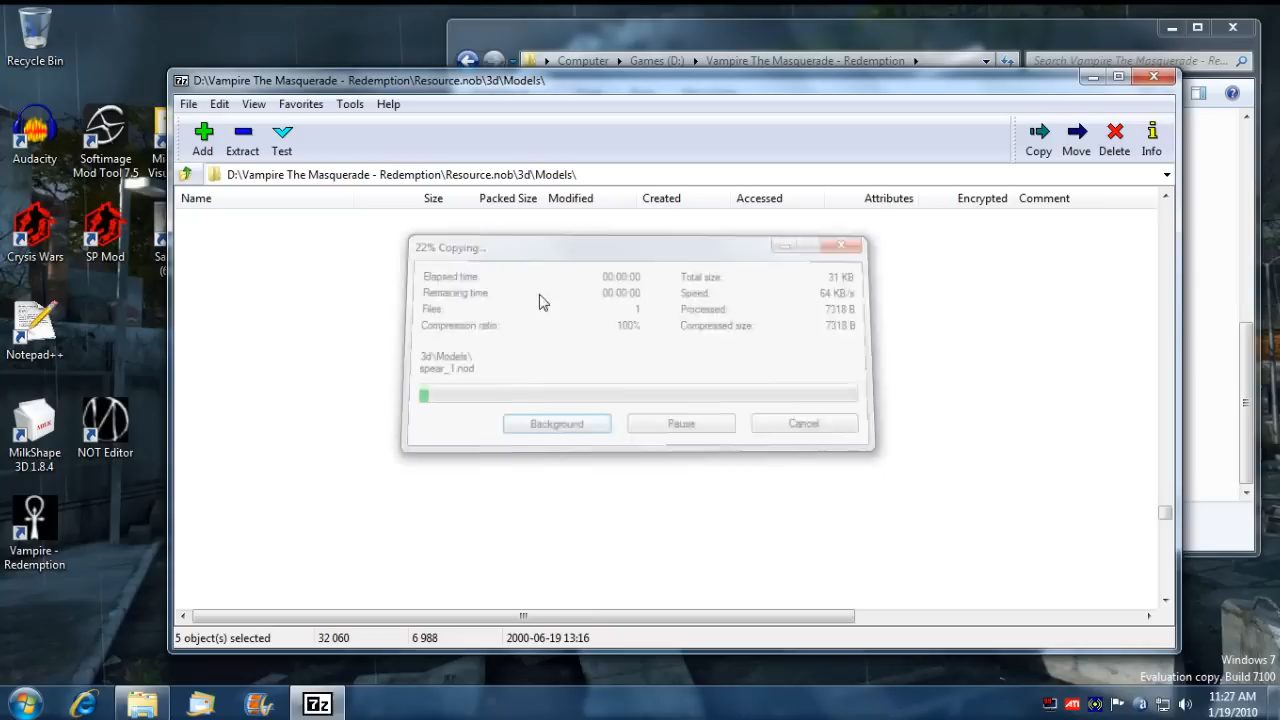 Recycle Bin
Audacity
Softimage
Mod Tool 7.5
Crysis Wars
SP Mod
Notepad++
MilkShape
3D 1.8.4
NOT Editor
Vampire -
Redemption
Computer
Games (D:)
Vampire The Masquerade - Redemption
Search Vampire The Masquerade - Re...
D:\Vampire The Masquerade - Redemption\Resource.nob\3d\Models\
File Edit View Favorites Tools Help
Add Extract Test Copy Move Delete Info
D:\Vampire The Masquerade - Redemption\Resource.nob\3d\Models\
Name Size Packed Size Modified Created Accessed Attributes Encrypted Comment
22% Copying...
Elapsed time: 00:00:00 Total size: 31 KB
Remaining time 00:00:00 Speed: 64 KB/s
Files: 1 Processed: 7318 B
Compression ratio: 100% Compressed size: 7318 B
3d\Models\
spear_1.nod
Background Pause Cancel
5 object(s) selected 32 060 6 988 2000-06-19 13:16
Windows 7
Evaluation copy. Build 7100
11:27 AM
1/19/2010